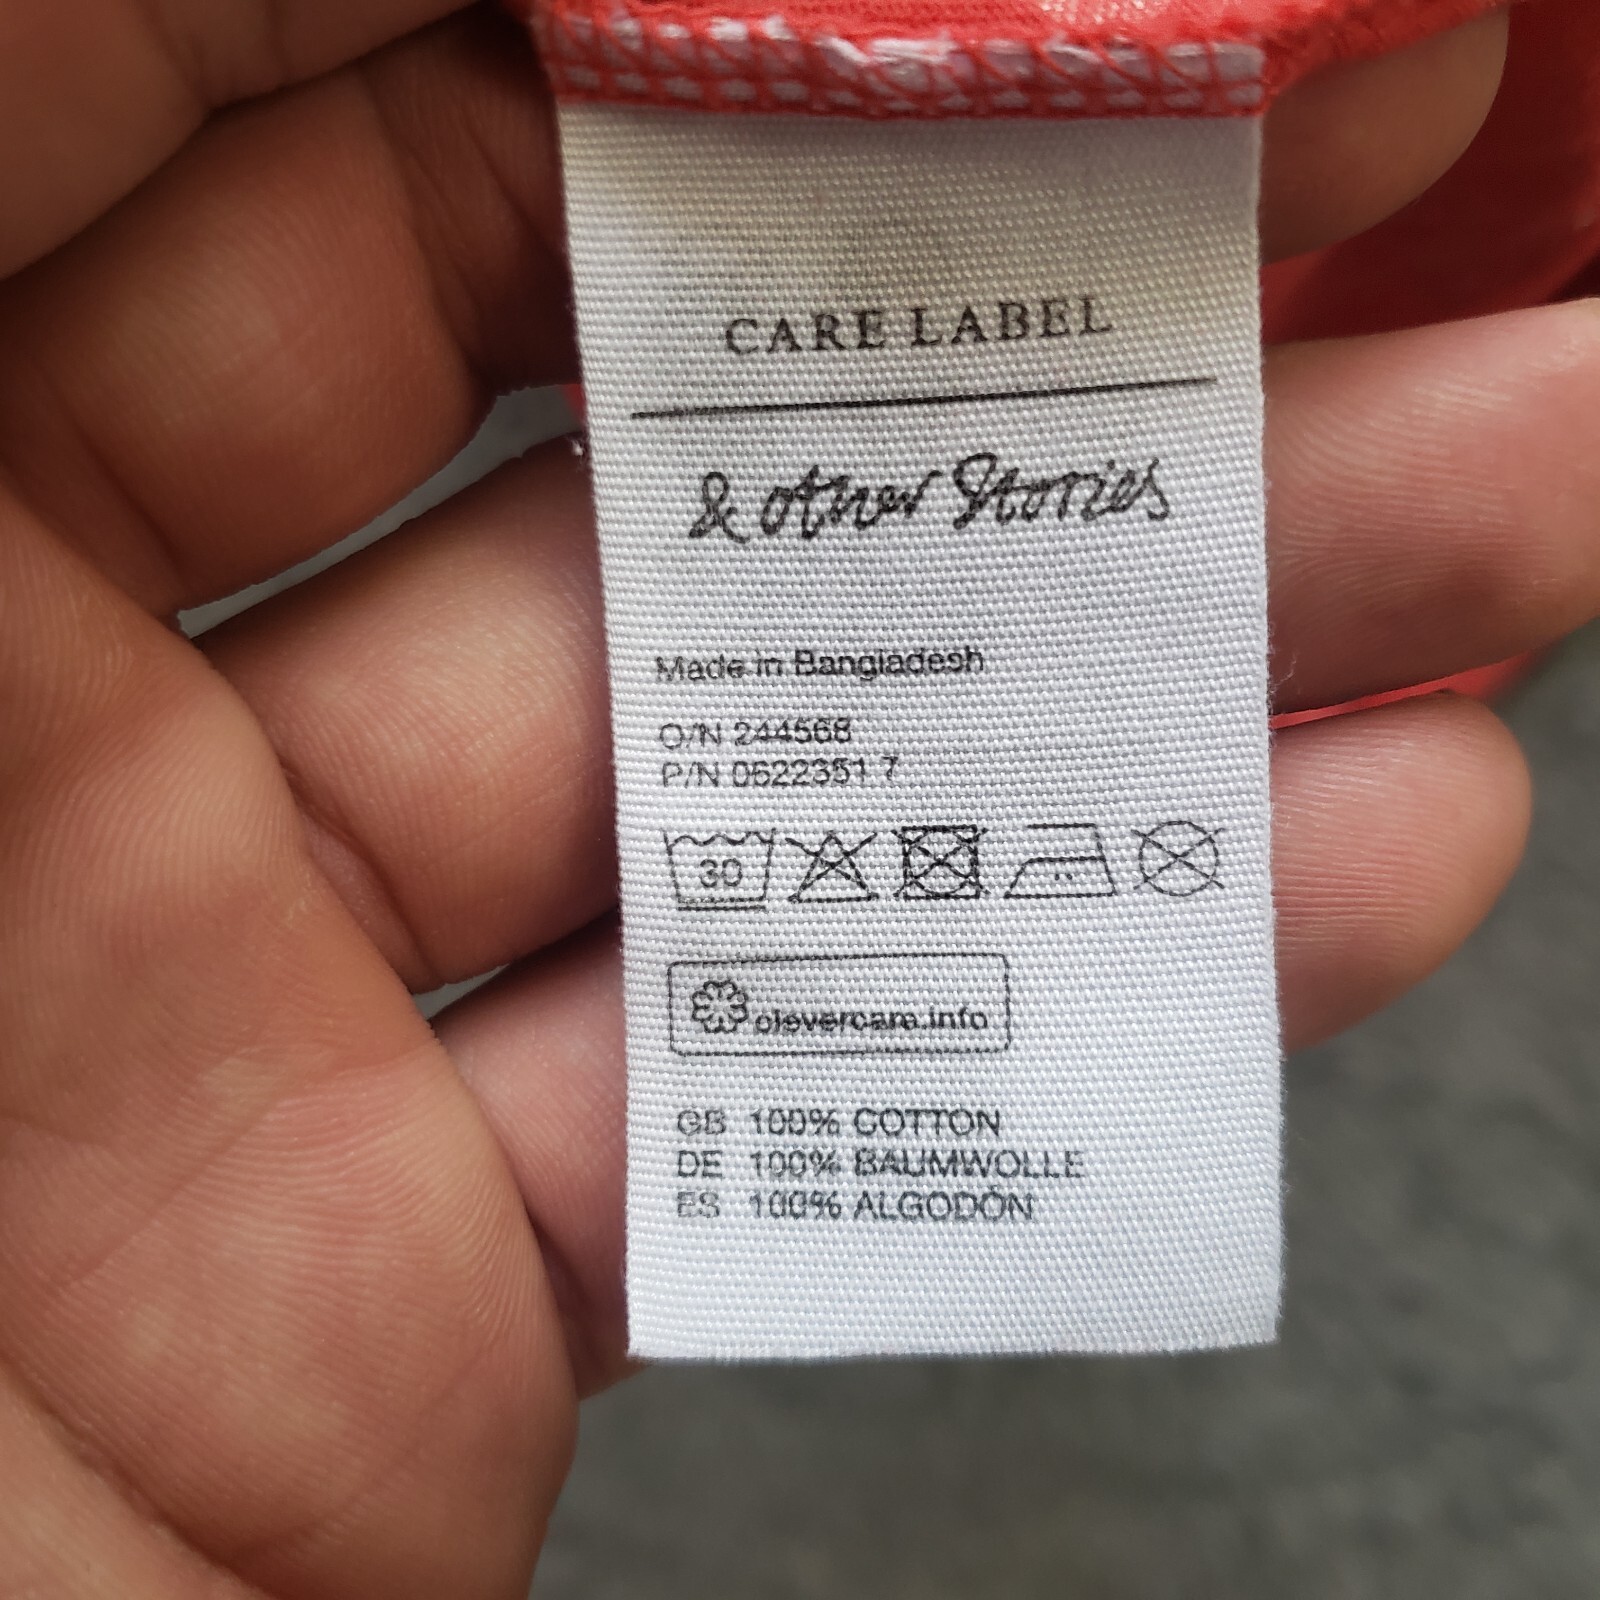 CARE LABEL
& other Stories
Made in Bangladesh
O/N 244568
P/N 0622351 7
30
clevercare.info
GB 100% COTTON
DE 100% BAUMWOLLE
ES 100% ALGODÓN